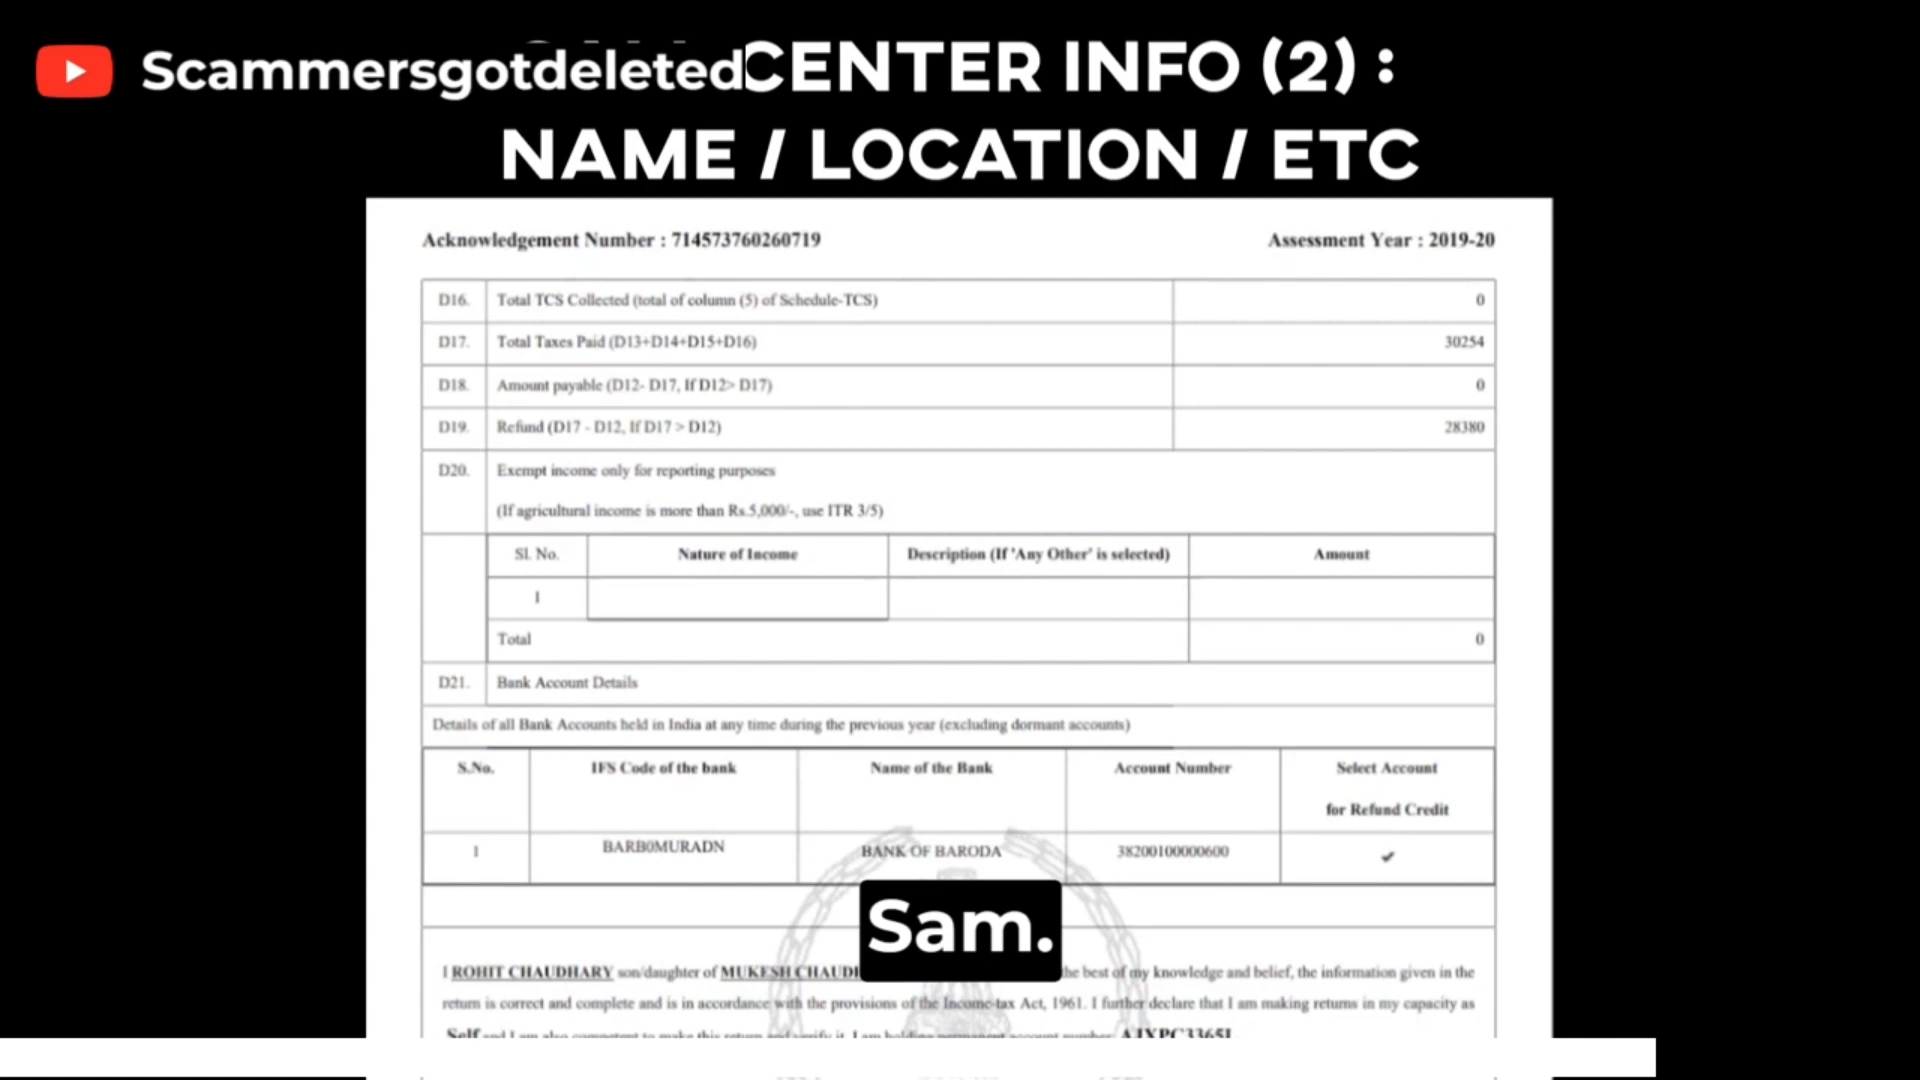 Scammersgotdeleted
CENTER INFO (2) :
NAME / LOCATION / ETC
Acknowledgement Number : 714573760260719 Assessment Year : 2019-20
D16. Total TCS Collected (total of column (5) of Schedule-TCS) 0
D17. Total Taxes Paid (D13+D14+D15+D16) 30254
D18. Amount payable (D12- D17, If D12> D17) 0
D19. Refund (D17 - D12, If D17 > D12) 28380
D20. Exempt income only for reporting purposes
(If agricultural income is more than Rs.5,000/-, use ITR 3/5)
Sl. No. Nature of Income Description (If 'Any Other' is selected) Amount
1
Total 0
D21. Bank Account Details
Details of all Bank Accounts held in India at any time during the previous year (excluding dormant accounts)
S.No. IFS Code of the bank Name of the Bank Account Number Select Account
for Refund Credit
1 BARB0MURADN BANK OF BARODA 38200100000600 ✔
Sam.
I ROHIT CHAUDHARY son/daughter of MUKESH the best of my knowledge and belief, the information given in the
return is correct and complete and is in accordance with the provisions of the Income-tax Act, 1961. I further declare that I am making returns in my capacity as
Self and I am also competent to make this return and verify it. I am holding permanent account number